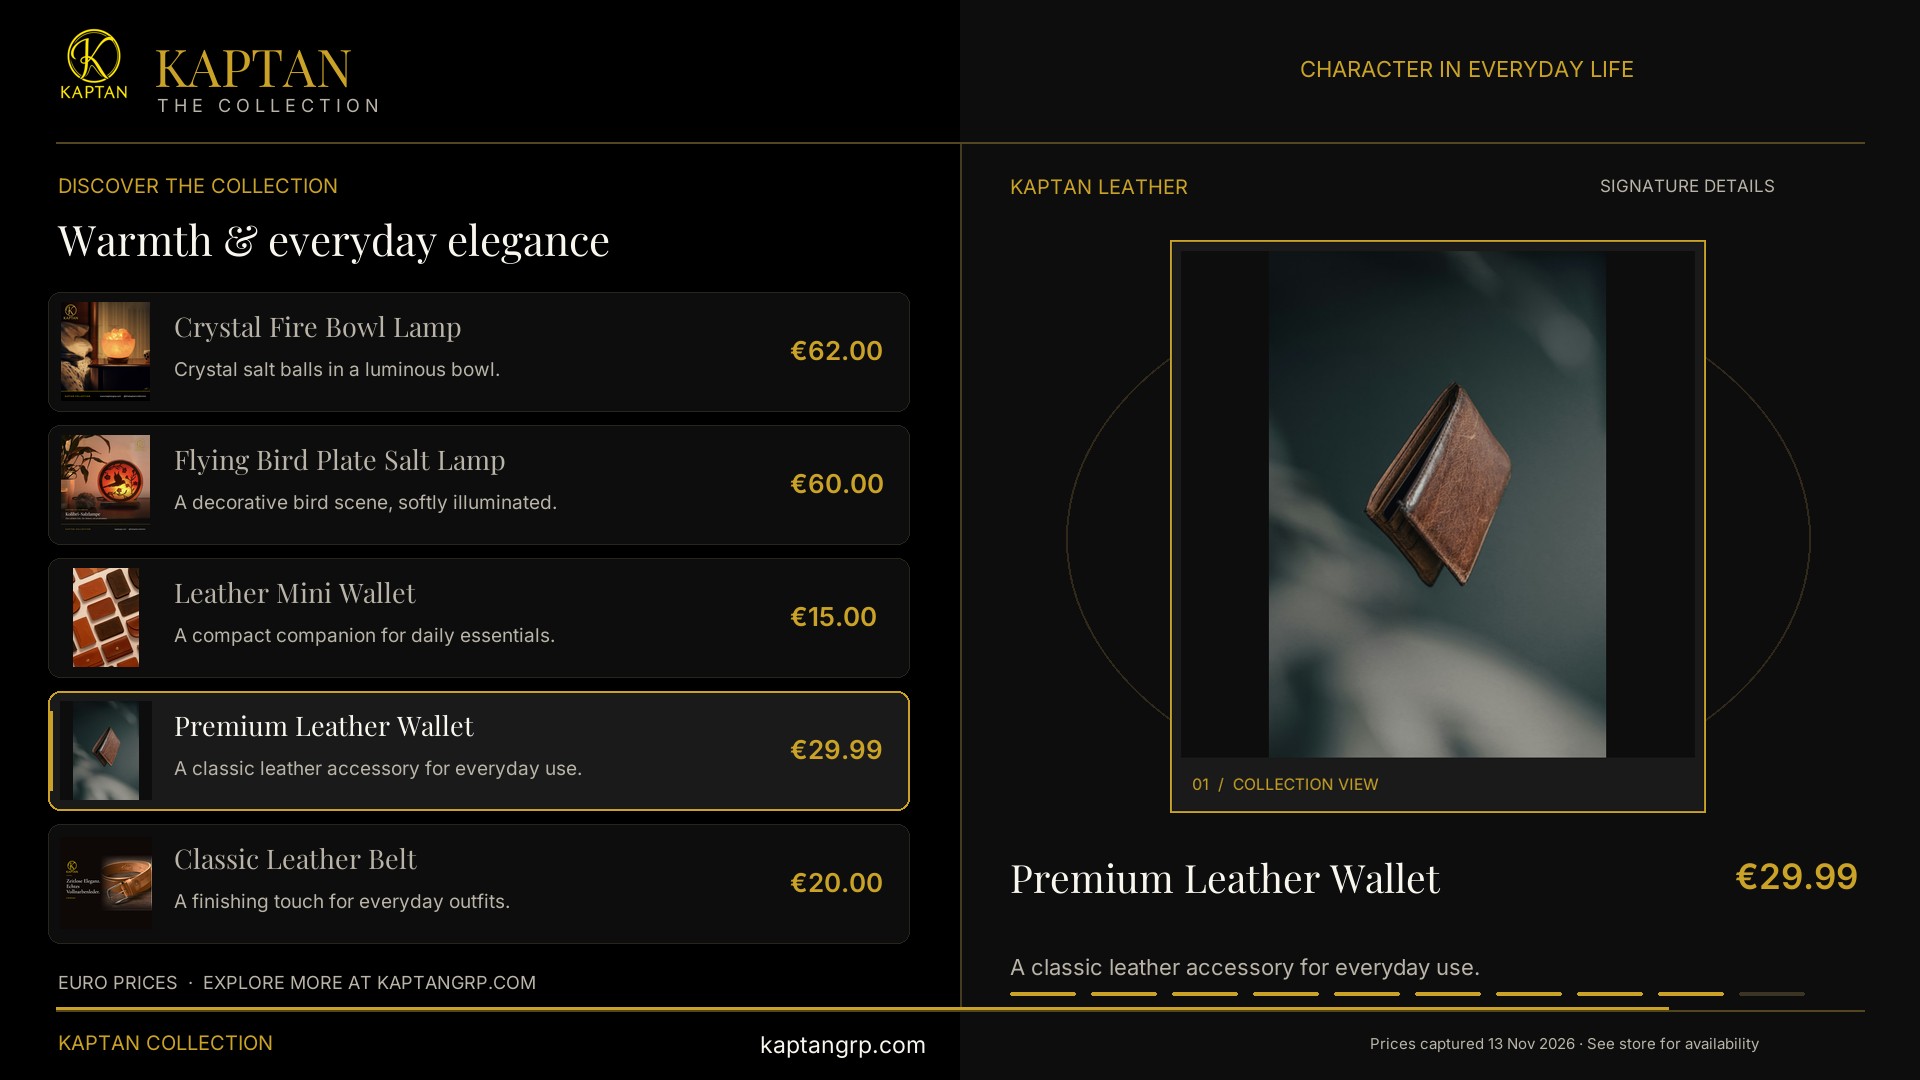 KAPTAN
KAPTAN
THE COLLECTION
CHARACTER IN EVERYDAY LIFE
DISCOVER THE COLLECTION
Warmth & everyday elegance
Crystal Fire Bowl Lamp
Crystal salt balls in a luminous bowl.
€62.00
Flying Bird Plate Salt Lamp
A decorative bird scene, softly illuminated.
€60.00
Leather Mini Wallet
A compact companion for daily essentials.
€15.00
Premium Leather Wallet
A classic leather accessory for everyday use.
€29.99
Zeitlose Eleganz.
Echtes
Vollnarbenleder.
Classic Leather Belt
A finishing touch for everyday outfits.
€20.00
EURO PRICES · EXPLORE MORE AT KAPTANGRP.COM
KAPTAN LEATHER
SIGNATURE DETAILS
01 / COLLECTION VIEW
Premium Leather Wallet
€29.99
A classic leather accessory for everyday use.
KAPTAN COLLECTION
kaptangrp.com
Prices captured 13 Nov 2026 · See store for availability